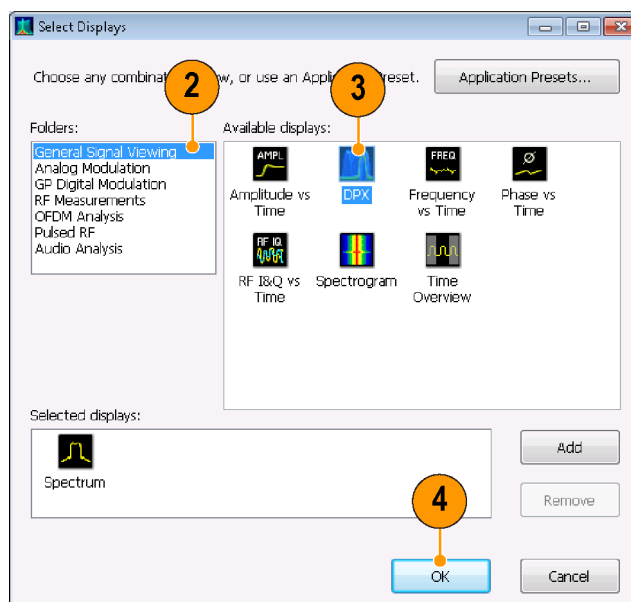 Select Displays
Choose any combinat w, or use an Appl reset. Application Presets...
2
3
Folders:
Available displays:
General Signal Viewing
Analog Modulation
GP Digital Modulation
RF Measurements
OFDM Analysis
Pulsed RF
Audio Analysis
AMPL
FREQ
Ø
Amplitude vs Time
DPX
Frequency vs Time
Phase vs Time
RF IQ
RF I&Q vs Time
Spectrogram
Time Overview
Selected displays:
Spectrum
Add
Remove
4
OK
Cancel